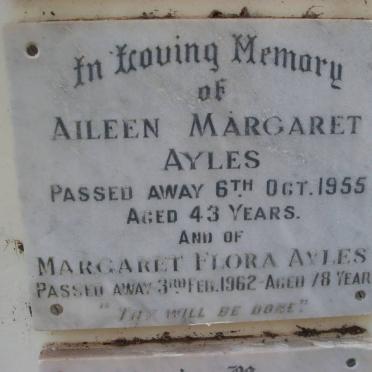 In Loving Memory
of
AILEEN MARGARET
AYLES
PASSED AWAY 6TH OCT. 1955
AGED 43 YEARS.
AND OF
MARGARET FLORA AYLES
PASSED AWAY 3RD FEB. 1962 - AGED 78 YEAR
"THY WILL BE DONE"